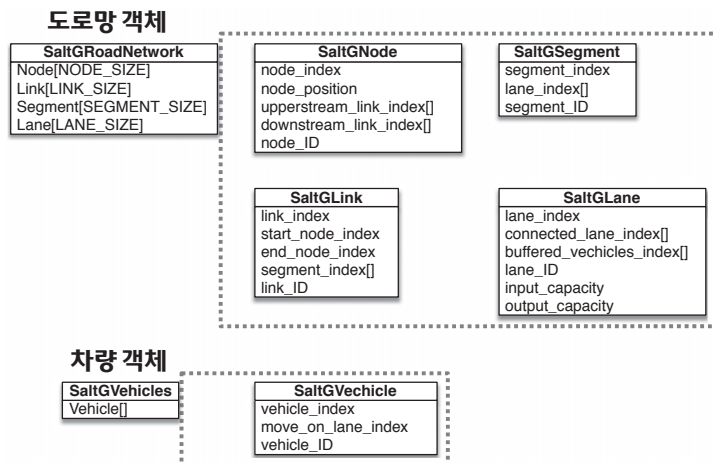 도로망 객체
SaltGRoadNetwork
Node[NODE_SIZE]
Link[LINK_SIZE]
Segment[SEGMENT_SIZE]
Lane[LANE_SIZE]
SaltGNode
node_index
node_position
upperstream_link_index[]
downstream_link_index[]
node_ID
SaltGSegment
segment_index
lane_index[]
segment_ID
SaltGLink
link_index
start_node_index
end_node_index
segment_index[]
link_ID
SaltGLane
lane_index
connected_lane_index[]
buffered_vechicles_index[]
lane_ID
input_capacity
output_capacity
차량 객체
SaltGVehicles
Vehicle[]
SaltGVechicle
vehicle_index
move_on_lane_index
vehicle_ID